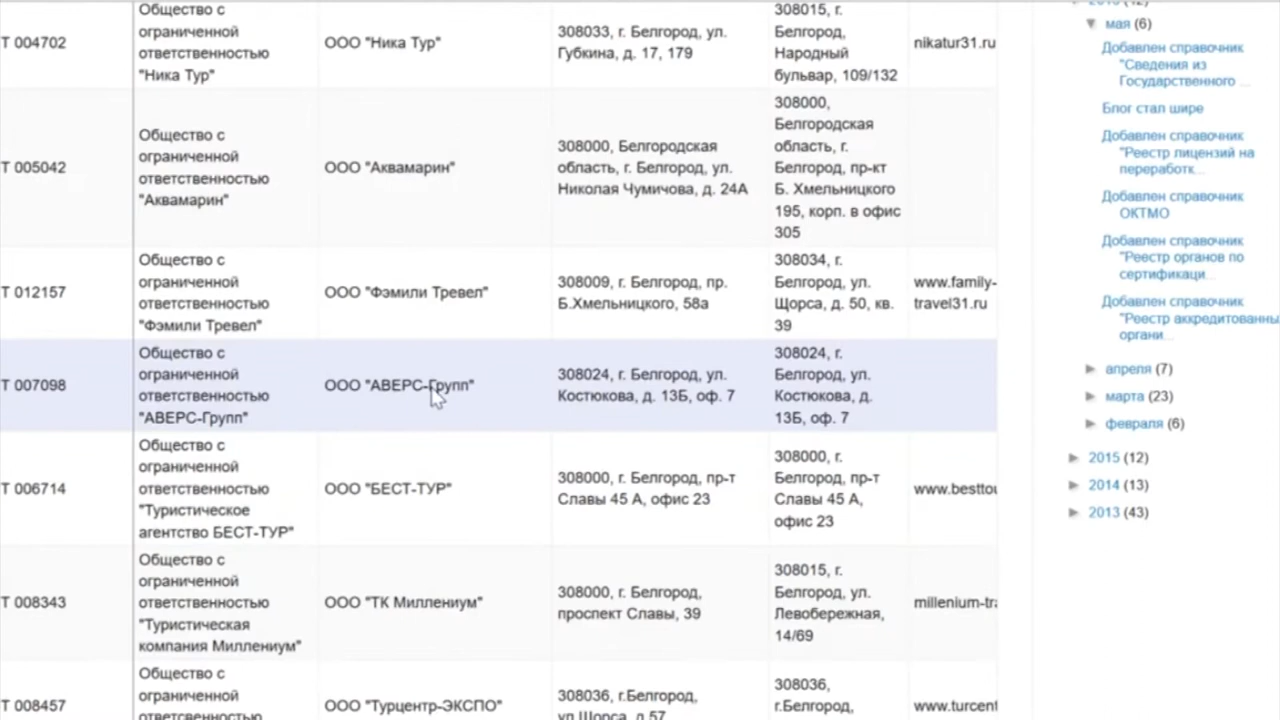 Общество с
ограниченной
ответственностью
"Ника Тур"
Т 004702
ООО "Ника Тур"
308033, г. Белгород, ул.
Губкина, д. 17, 179
308015, г.
Белгород,
Народный
бульвар, 109/132
nikatur31.ru
Т 005042
Общество с
ограниченной
ответственностью
"Аквамарин"
ООО "Аквамарин"
308000, Белгородская
область, г. Белгород, ул.
Николая Чумичова, д. 24А
308000,
Белгородская
область, г.
Белгород, пр-кт
Б. Хмельницкого
195, корп. в офис
305
Т 012157
Общество с
ограниченной
ответственностью
"Фэмили Тревел"
ООО "Фэмили Тревел"
308009, г. Белгород, пр.
Б.Хмельницкого, 58а
308034, г.
Белгород, ул.
Щорса, д. 50, кв.
39
www.family-
travel31.ru
Т 007098
Общество с
ограниченной
ответственностью
"АВЕРС-Групп"
ООО "АВЕРС-Групп"
308024, г. Белгород, ул.
Костюкова, д. 13Б, оф. 7
308024, г.
Белгород, ул.
Костюкова, д.
13Б, оф. 7
Т 006714
Общество с
ограниченной
ответственностью
"Туристическое
агентство БЕСТ-ТУР"
ООО "БЕСТ-ТУР"
308000, г. Белгород, пр-т
Славы 45 А, офис 23
308000, г.
Белгород, пр-т
Славы 45 А,
офис 23
www.besttou
Т 008343
Общество с
ограниченной
ответственностью
"Туристическая
компания Миллениум"
ООО "ТК Миллениум"
308000, г. Белгород,
проспект Славы, 39
308015, г.
Белгород, ул.
Левобережная,
14/69
millenium-tra
Т 008457
Общество с
ограниченной
ответственностью
ООО "Турцентр-ЭКСПО"
308036, г.Белгород,
ул.Щорса, д.57
308036,
г.Белгород,
www.turcent
мая (6)
Добавлен справочник
"Сведения из
Государственного ...
Блог стал шире
Добавлен справочник
"Реестр лицензий на
переработк...
Добавлен справочник
ОКТМО
Добавлен справочник
"Реестр органов по
сертификаци...
Добавлен справочник
"Реестр аккредитованны
органи...
апреля (7)
марта (23)
февраля (6)
2015 (12)
2014 (13)
2013 (43)